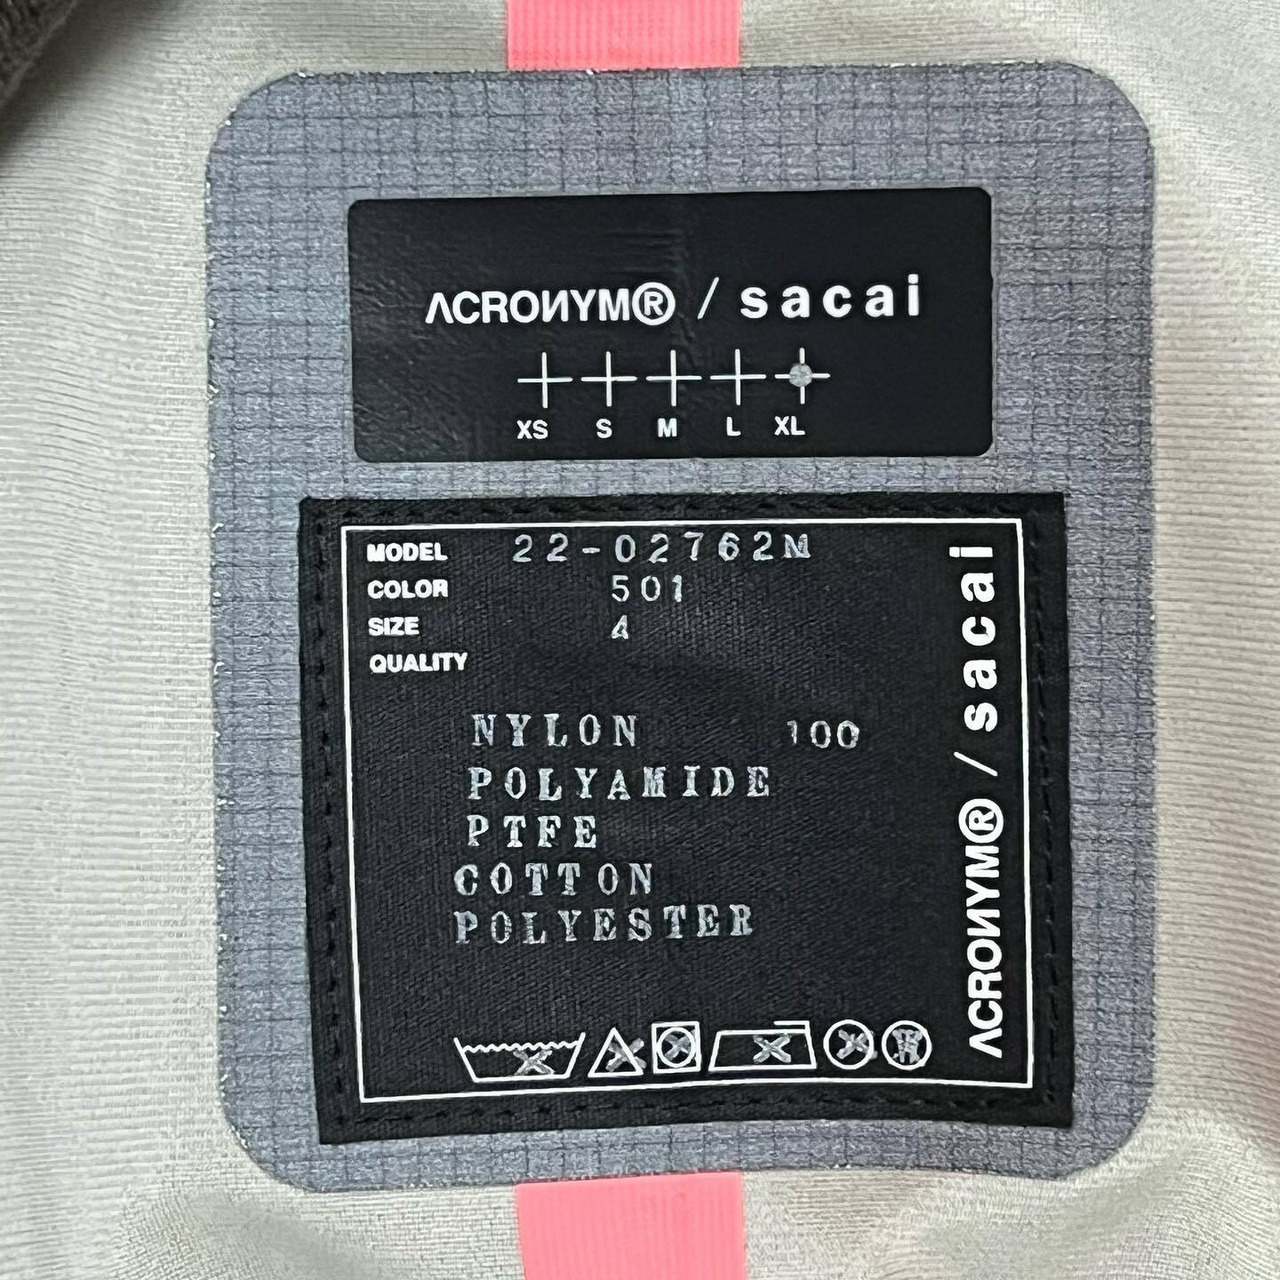 ACRONYM® / sacai
XS S M L XL
MODEL 22-02762M
COLOR 501
SIZE 4
QUALITY
NYLON 100
POLYAMIDE
PTFE
COTTON
POLYESTER
ACRONYM® / sacai